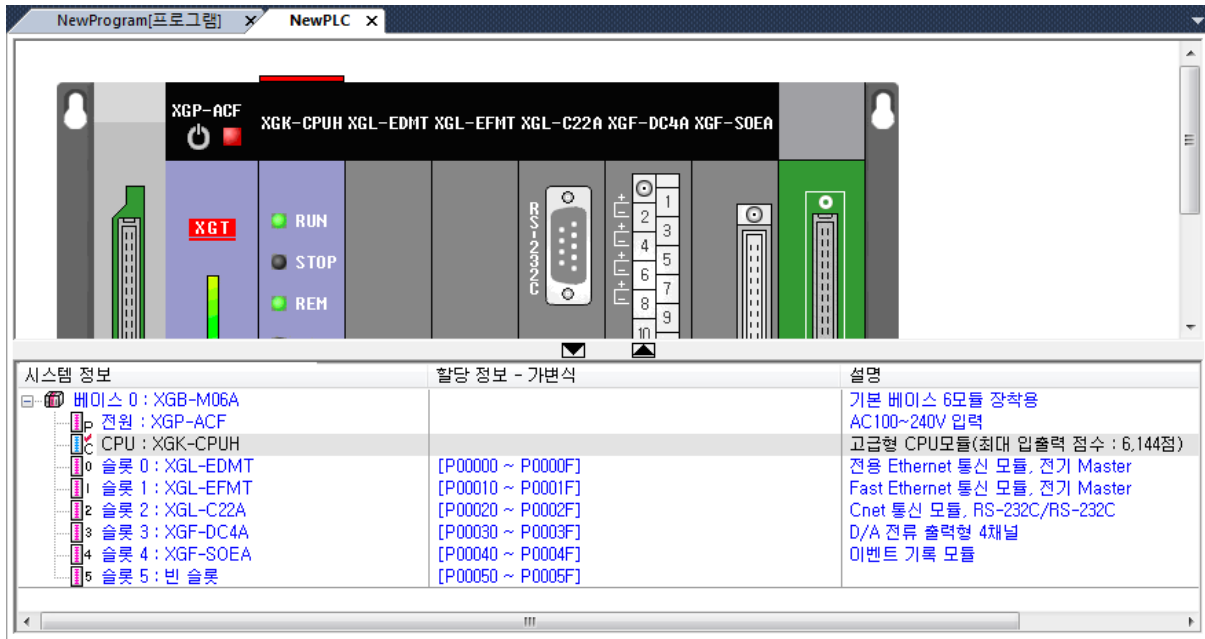 NewProgram[프로그램] x NewPLC x
XGP-ACF XGK-CPUH XGL-EDMT XGL-EFMT XGL-C22A XGF-DC4A XGF-SOEA
XGT
RUN
STOP
REM
RS-232C
+ - + - + - + -
1
2
3
4
5
6
7
8
9
10
시스템 정보 할당 정보 - 가변식 설명
베이스 0 : XGB-M06A 기본 베이스 6모듈 장착용
P 전원 : XGP-ACF AC100~240V 입력
C CPU : XGK-CPUH 고급형 CPU모듈(최대 입출력 점수 : 6,144점)
0 슬롯 0 : XGL-EDMT [P00000 ~ P0000F] 전용 Ethernet 통신 모듈, 전기 Master
1 슬롯 1 : XGL-EFMT [P00010 ~ P0001F] Fast Ethernet 통신 모듈, 전기 Master
2 슬롯 2 : XGL-C22A [P00020 ~ P0002F] Cnet 통신 모듈, RS-232C/RS-232C
3 슬롯 3 : XGF-DC4A [P00030 ~ P0003F] D/A 전류 출력형 4채널
4 슬롯 4 : XGF-SOEA [P00040 ~ P0004F] 이벤트 기록 모듈
5 슬롯 5 : 빈 슬롯 [P00050 ~ P0005F]